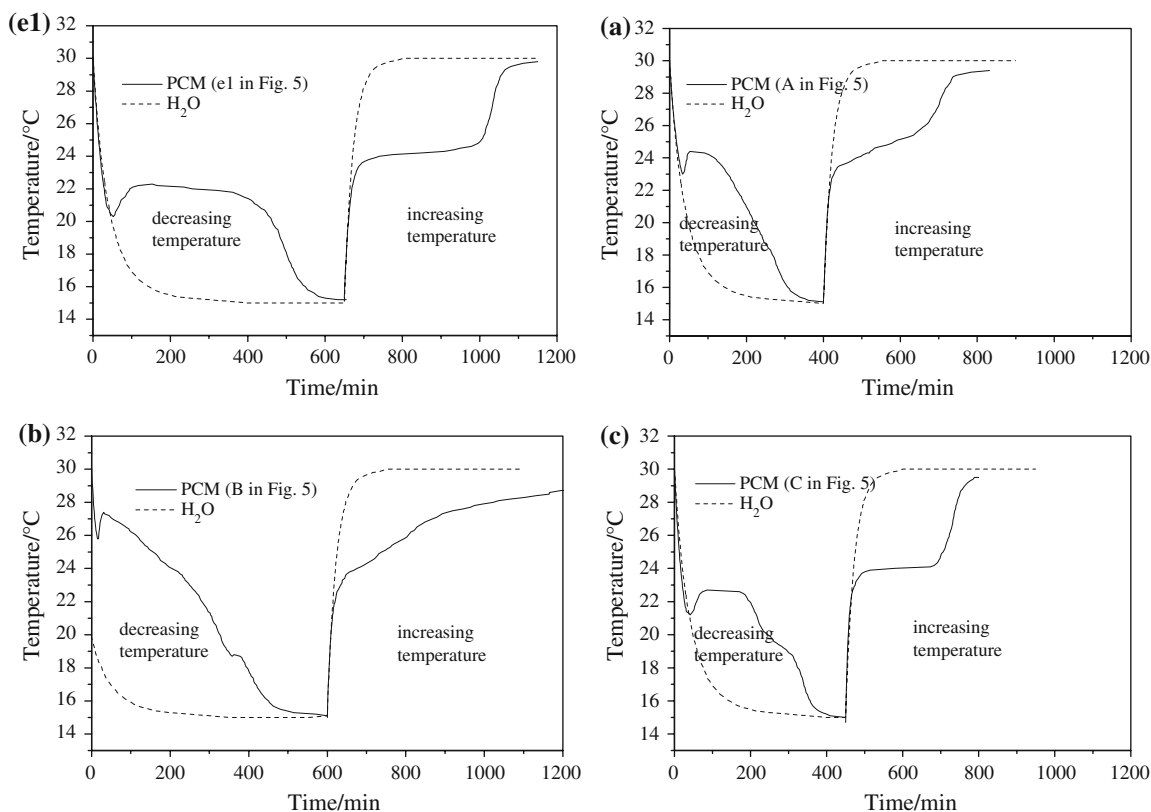 (e1)
32
30
28
26
24
22
20
18
16
14
Temperature/°C
PCM (e1 in Fig. 5)
H₂O
decreasing
temperature
increasing
temperature
0 200 400 600 800 1000 1200
Time/min
(a)
32
30
28
26
24
22
20
18
16
14
Temperature/°C
PCM (A in Fig. 5)
H₂O
decreasing
temperature
increasing
temperature
0 200 400 600 800 1000 1200
Time/min
(b)
32
30
28
26
24
22
20
18
16
14
Temperature/°C
PCM (B in Fig. 5)
H₂O
decreasing
temperature
increasing
temperature
0 200 400 600 800 1000 1200
Time/min
(c)
32
30
28
26
24
22
20
18
16
14
Temperature/°C
PCM (C in Fig. 5)
H₂O
decreasing
temperature
increasing
temperature
0 200 400 600 800 1000 1200
Time/min